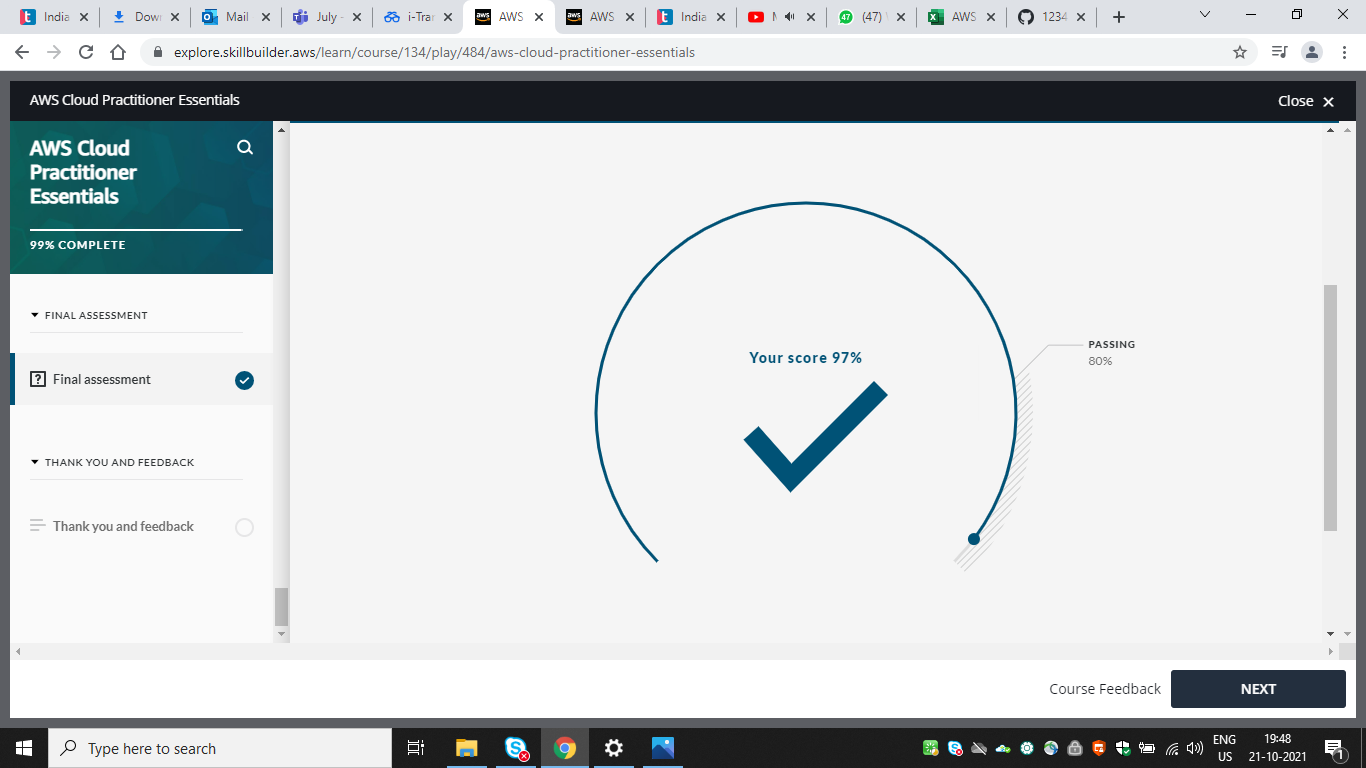 India
Down
Mail
July -
i-Tran
AWS
AWS
India
(47)
AWS
1234
explore.skillbuilder.aws/learn/course/134/play/484/aws-cloud-practitioner-essentials
AWS Cloud Practitioner Essentials
Close
AWS Cloud
Practitioner
Essentials
99% COMPLETE
FINAL ASSESSMENT
Final assessment
THANK YOU AND FEEDBACK
Thank you and feedback
Your score 97%
PASSING
80%
Course Feedback
NEXT
Type here to search
ENG
US
19:48
21-10-2021
1